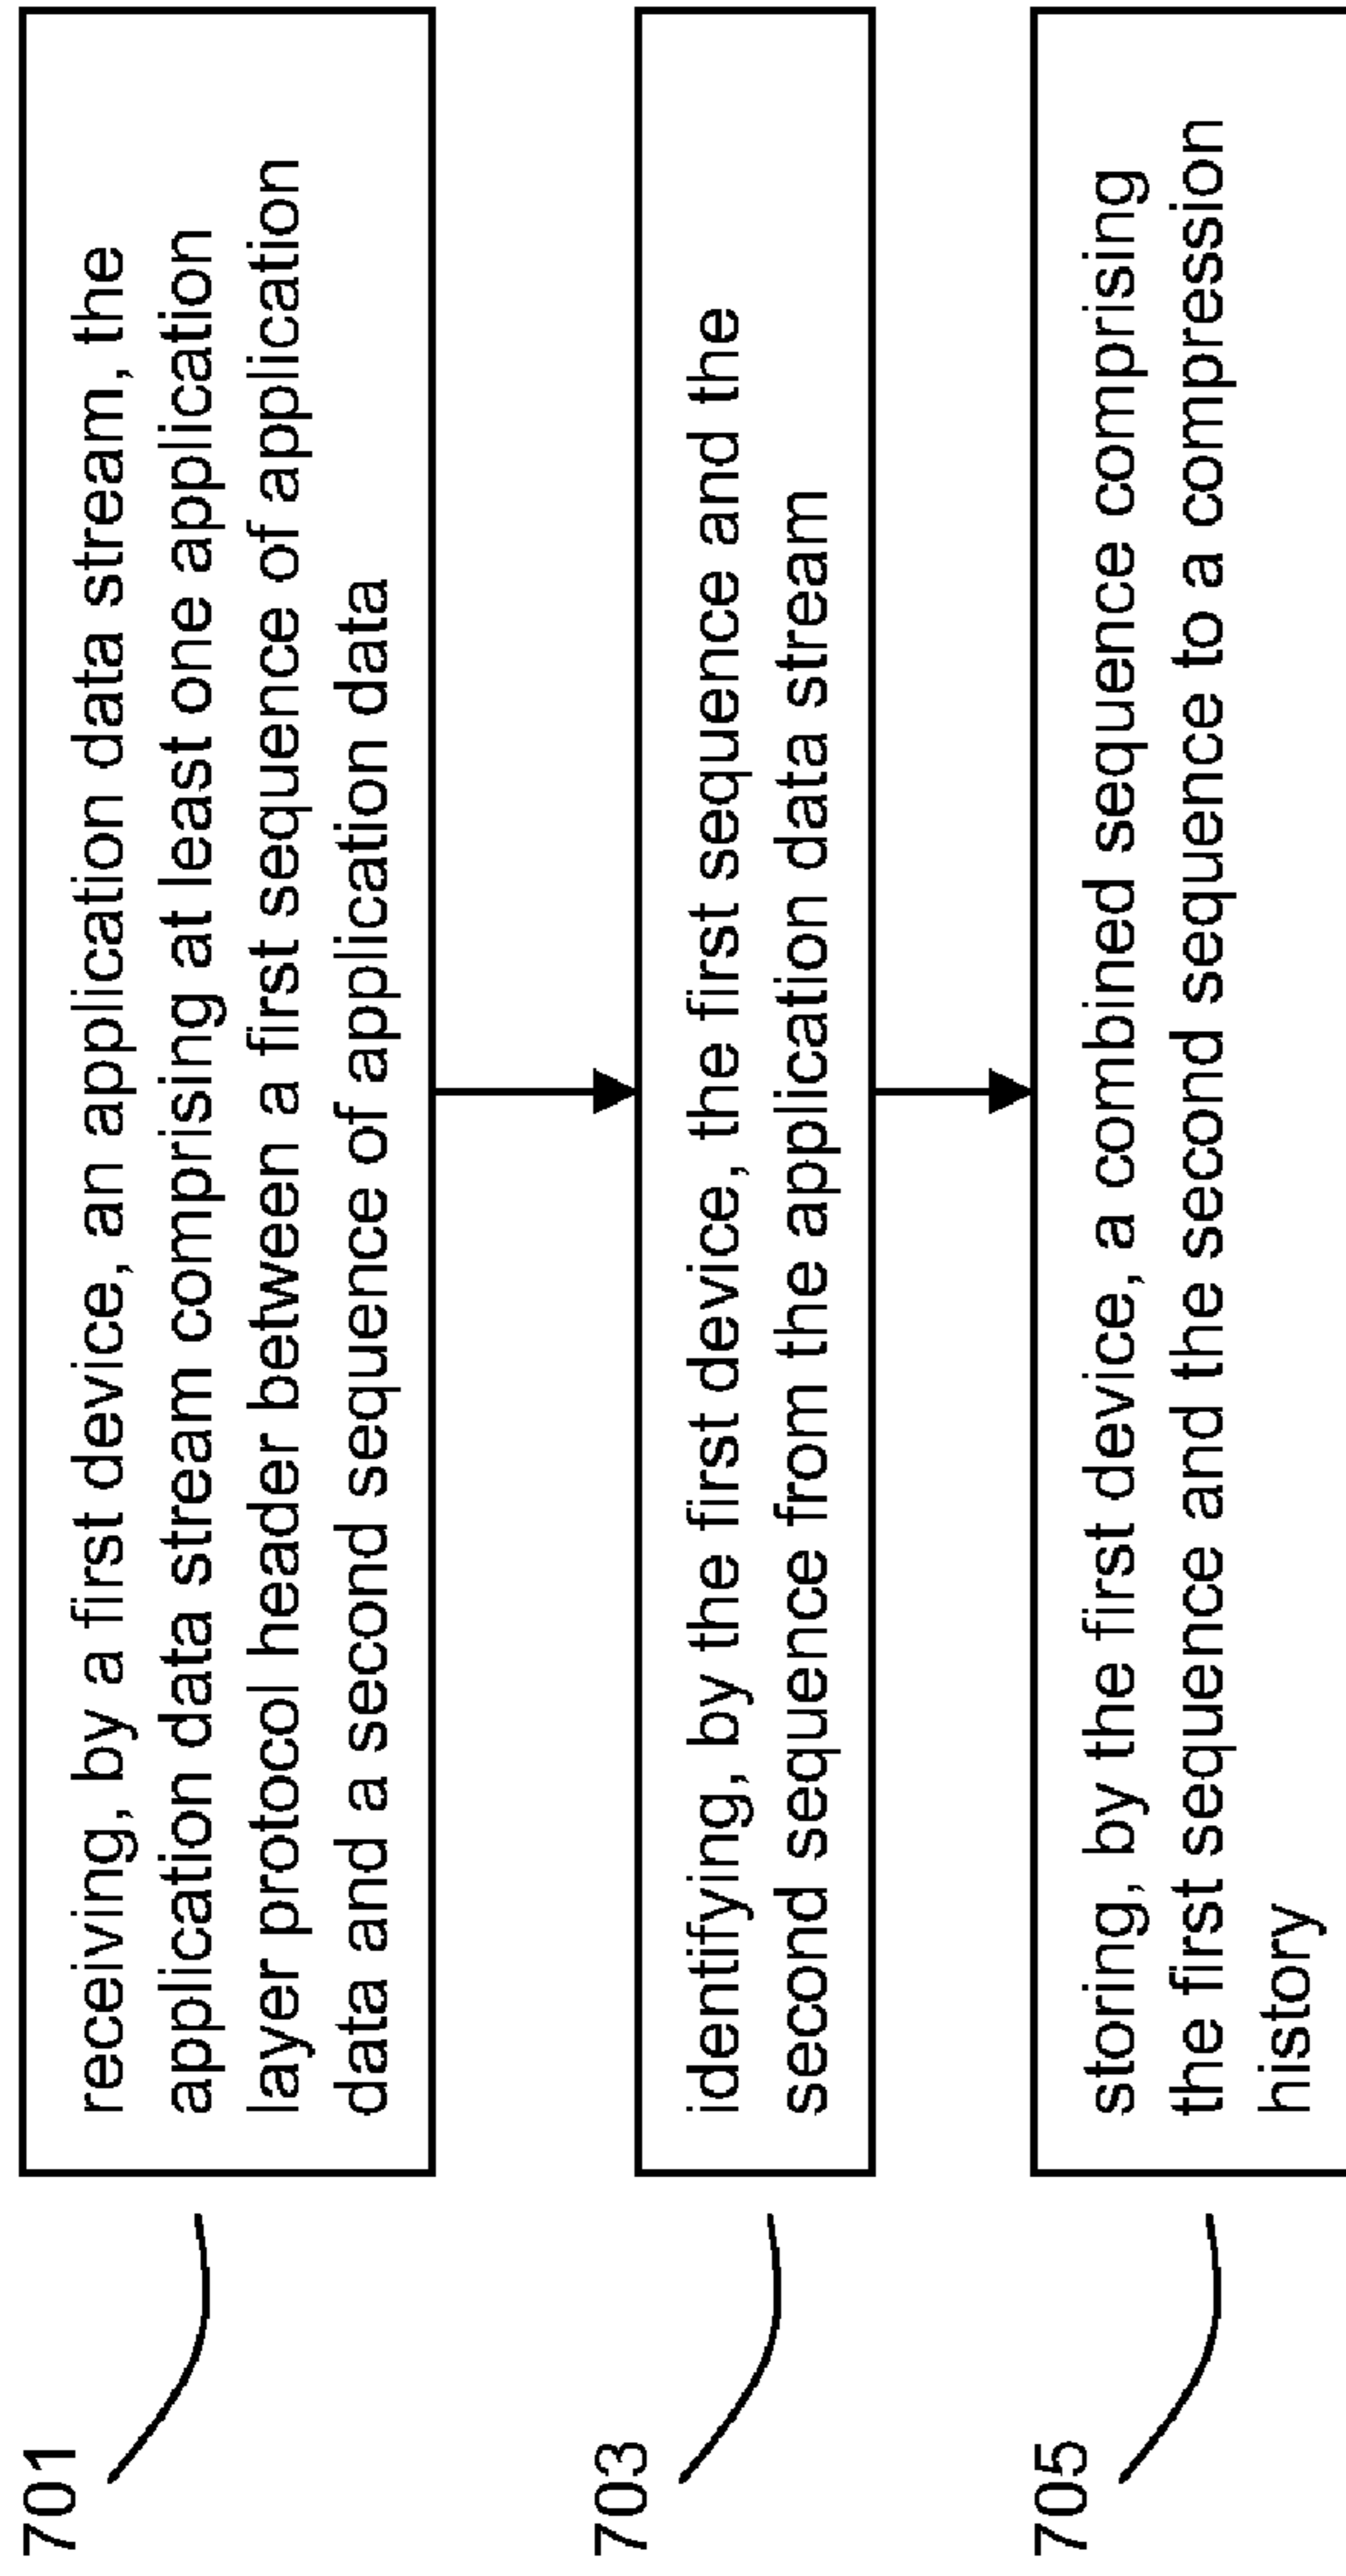 701
receiving, by a first device, an application data stream, the
application data stream comprising at least one application
layer protocol header between a first sequence of application
data and a second sequence of application data
703
identifying, by the first device, the first sequence and the
second sequence from the application data stream
705
storing, by the first device, a combined sequence comprising
the first sequence and the second sequence to a compression
history